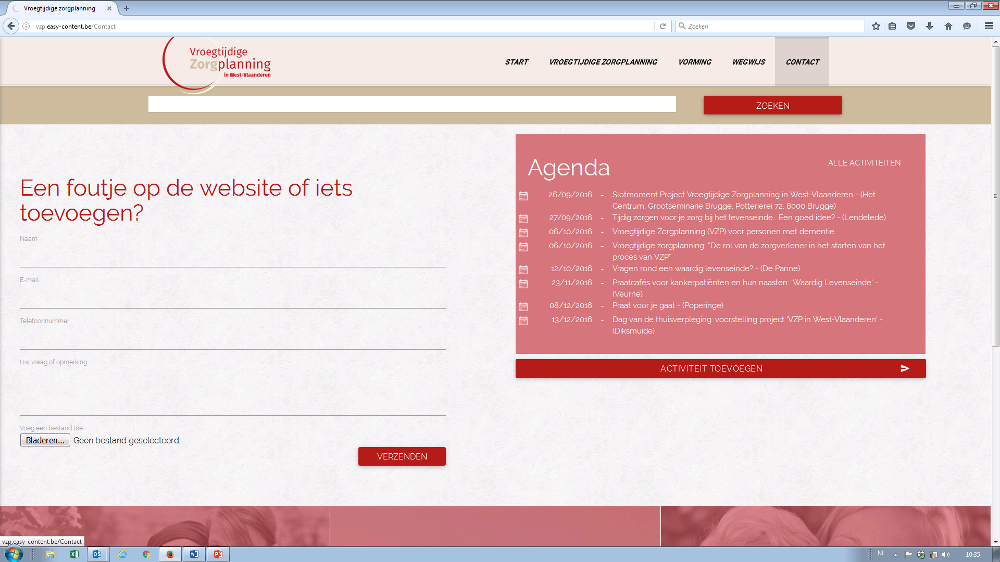 Vroegtijdige zorgplanning
vzp.easy-content.be/Contact
Zoeken
Vroegtijdige
Zorgplanning
in West-Vlaanderen
START VROEGTIJDIGE ZORGPLANNING VORMING WEGWIJS CONTACT
ZOEKEN
Een foutje op de website of iets
toevoegen?
Naam
E-mail
Telefoonnummer
Uw vraag of opmerking
Voeg een bestand toe
Bladeren... Geen bestand geselecteerd.
VERZENDEN
Agenda
ALLE ACTIVITEITEN
26/09/2016 - Slotmoment Project Vroegtijdige Zorgplanning in West-Vlaanderen - (Het
Centrum, Grootseminarie Brugge, Potterierei 72, 8000 Brugge)
27/09/2016 - Tijdig zorgen voor je zorg bij het levenseinde... Een goed idee? - (Lendelede)
06/10/2016 - Vroegtijdige Zorgplanning (VZP) voor personen met dementie
06/10/2016 - Vroegtijdige zorgplanning: “De rol van de zorgverlener in het starten van het
proces van VZP”
12/10/2016 - Vragen rond een waardig levenseinde? - (De Panne)
23/11/2016 - Praatcafés voor kankerpatiënten en hun naasten: 'Waardig Levenseinde' -
(Veurne)
08/12/2016 - Praat voor je gaat - (Poperinge)
13/12/2016 - Dag van de thuisverpleging: voorstelling project 'VZP in West-Vlaanderen' -
(Diksmuide)
ACTIVITEIT TOEVOEGEN
vzp.easy-content.be/Contact
NL
10:35